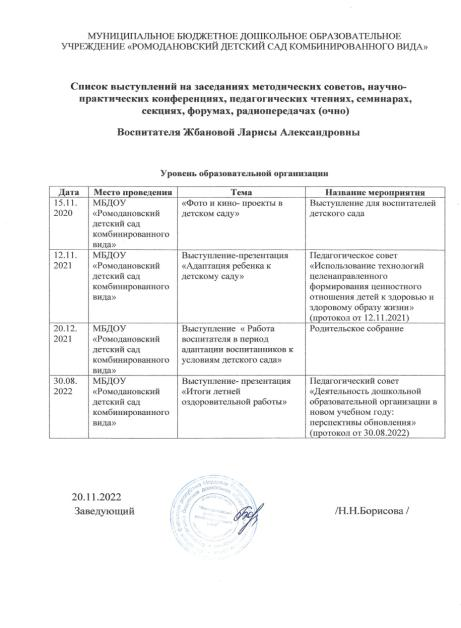 МУНИЦИПАЛЬНОЕ БЮДЖЕТНОЕ ДОШКОЛЬНОЕ ОБРАЗОВАТЕЛЬНОЕ
УЧРЕЖДЕНИЕ «РОМОДАНОВСКИЙ ДЕТСКИЙ САД КОМБИНИРОВАННОГО ВИДА»
Список выступлений на заседаниях методических советов, научно-
практических конференциях, педагогических чтениях, семинарах,
секциях, форумах, радиопередачах (очно)
Воспитателя Жбановой Ларисы Александровны
Уровень образовательной организации
Дата Место проведения Тема Название мероприятия
15.11. МБДОУ «Фото и кино- проекты в Выступление для воспитателей
2020 «Ромодановский детском саду» детского сада
детский сад
комбинированного
вида»
12.11. МБДОУ Выступление-презентация Педагогическое совет
2021 «Ромодановский «Адаптация ребенка к «Использование технологий
детский сад детскому саду» целенаправленного
комбинированного формирования ценностного
вида» отношения детей к здоровью и
здоровому образу жизни»
(протокол от 12.11.2021)
20.12. МБДОУ Выступление « Работа Родительское собрание
2021 «Ромодановский воспитателя в период
детский сад адаптации воспитанников к
комбинированного условиям детского сада»
вида»
30.08. МБДОУ Выступление- презентация Педагогический совет
2022 «Ромодановский «Итоги летней «Деятельность дошкольной
детский сад оздоровительной работы» образовательной организации в
комбинированного новом учебном году:
вида» перспективы обновления»
(протокол от 30.08.2022)
20.11.2022
Заведующий /Н.Н.Борисова /